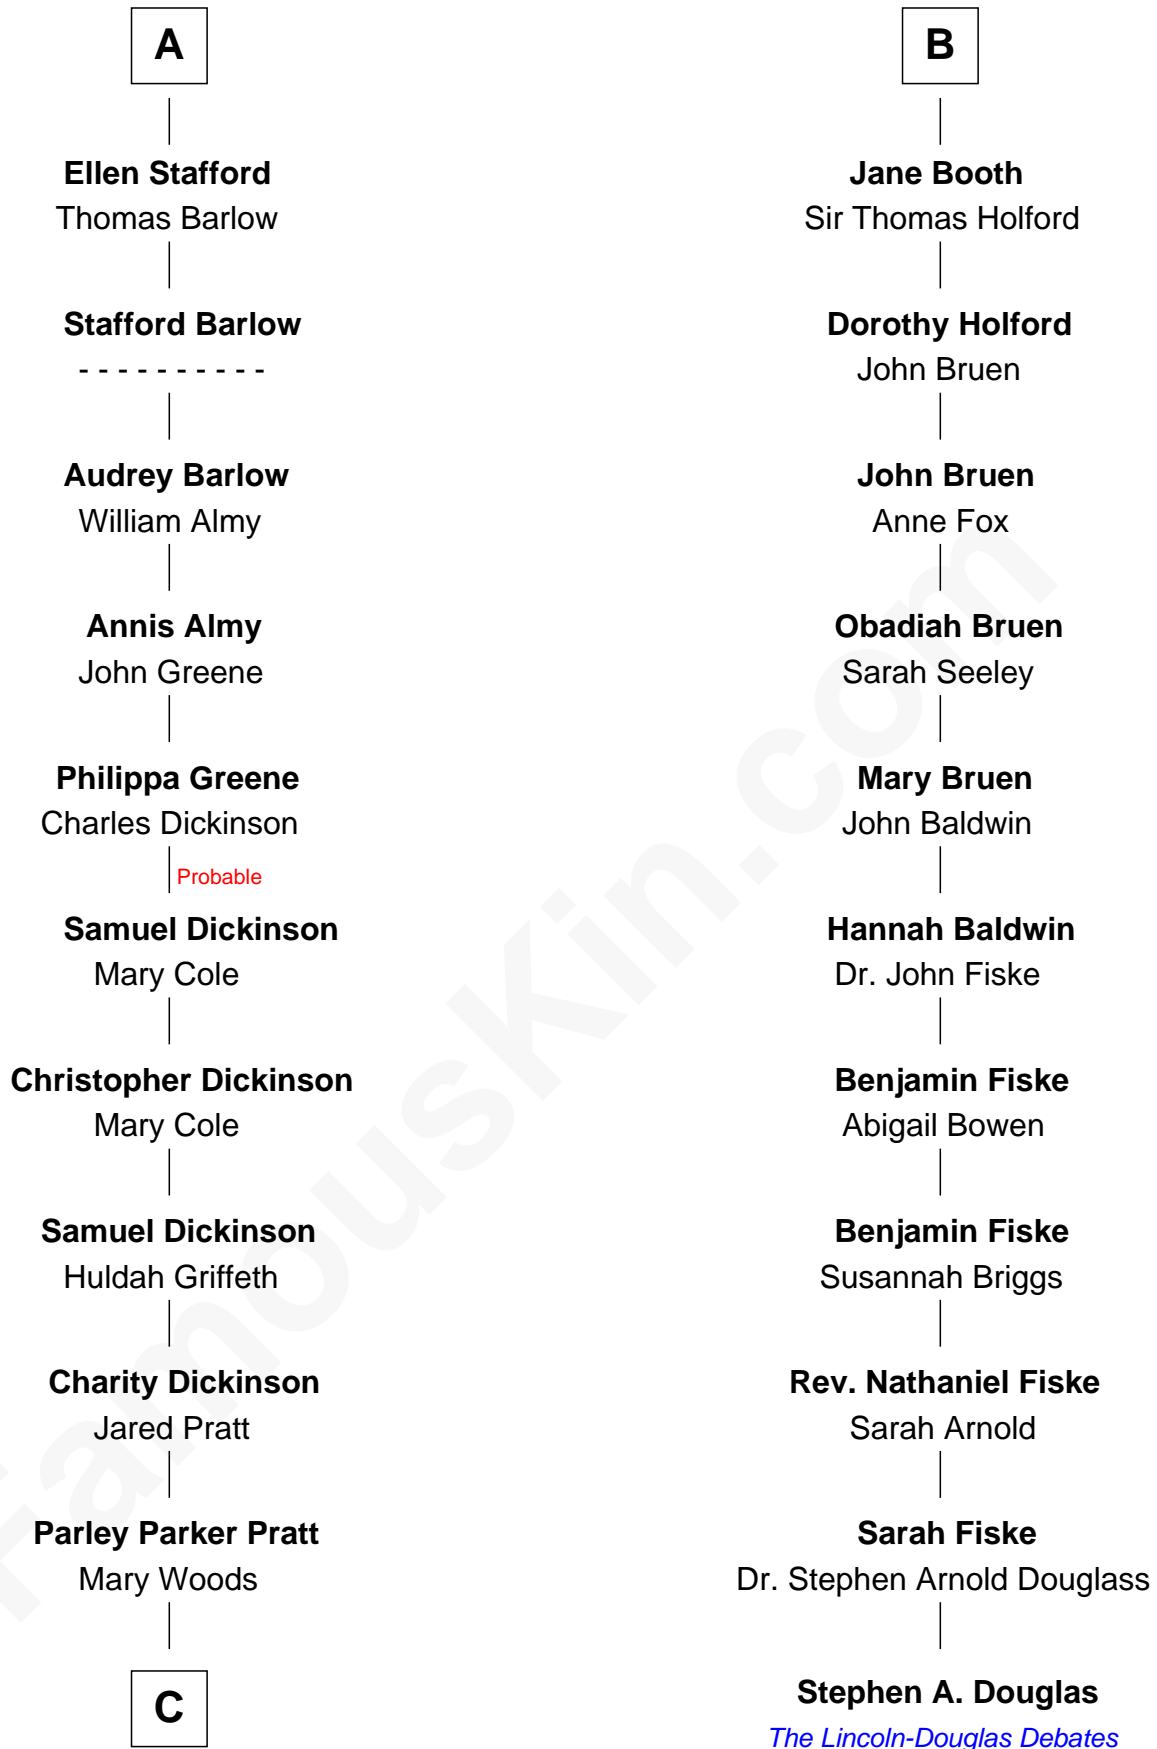 A
Ellen Stafford
Thomas Barlow
Stafford Barlow
- - - - - - - - - -
Audrey Barlow
William Almy
Annis Almy
John Greene
Philippa Greene
Charles Dickinson
Probable
Samuel Dickinson
Mary Cole
Christopher Dickinson
Mary Cole
Samuel Dickinson
Huldah Griffeth
Charity Dickinson
Jared Pratt
Parley Parker Pratt
Mary Woods
C
B
Jane Booth
Sir Thomas Holford
Dorothy Holford
John Bruen
John Bruen
Anne Fox
Obadiah Bruen
Sarah Seeley
Mary Bruen
John Baldwin
Hannah Baldwin
Dr. John Fiske
Benjamin Fiske
Abigail Bowen
Benjamin Fiske
Susannah Briggs
Rev. Nathaniel Fiske
Sarah Arnold
Sarah Fiske
Dr. Stephen Arnold Douglass
Stephen A. Douglas
The Lincoln-Douglas Debates
FamousKin.com